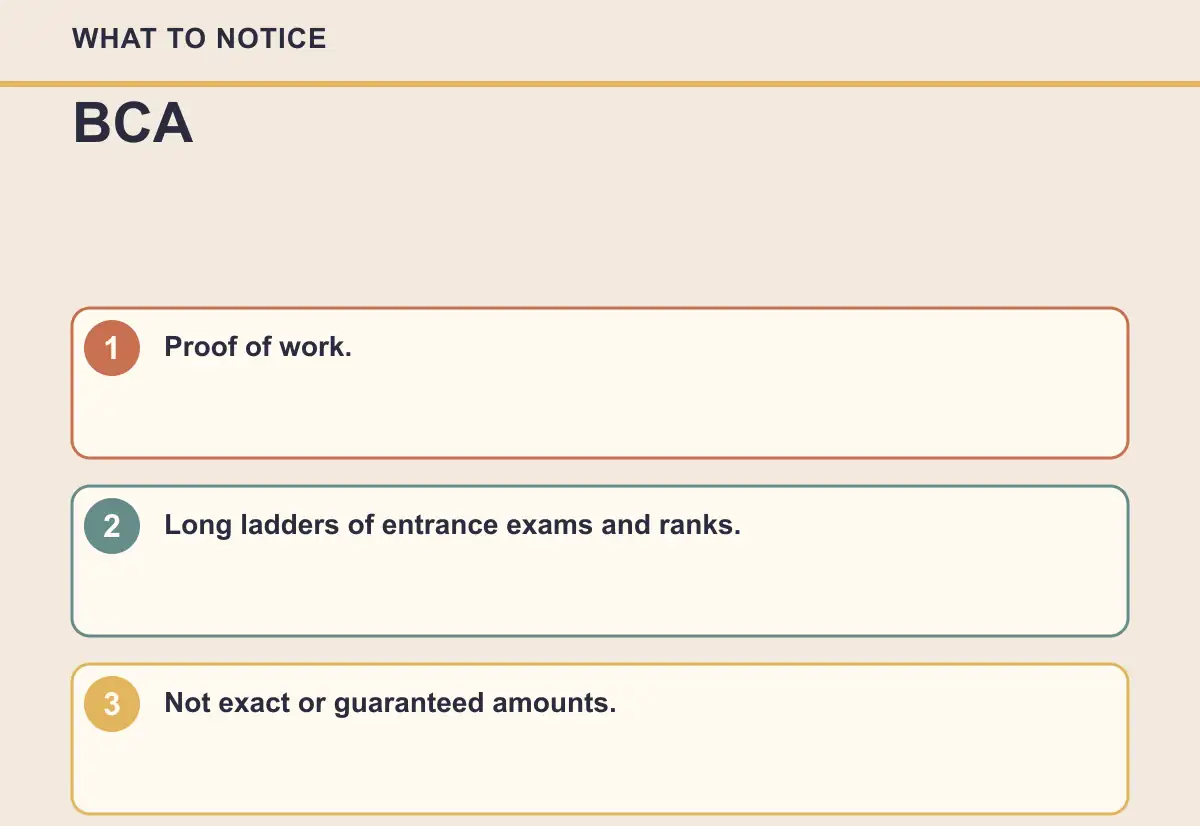 WHAT TO NOTICE
BCA
1 Proof of work.
2 Long ladders of entrance exams and ranks.
3 Not exact or guaranteed amounts.